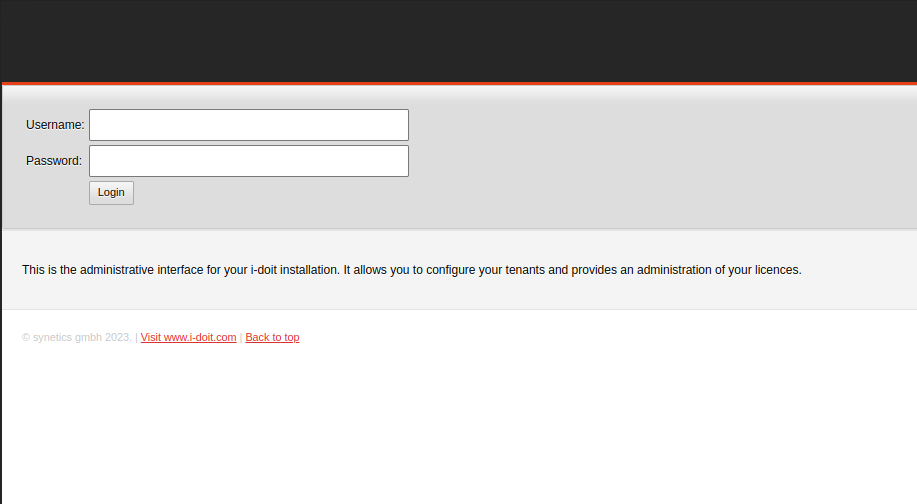 Username:
Password:
Login
This is the administrative interface for your i-doit installation. It allows you to configure your tenants and provides an administration of your licences.
© synetics gmbh 2023. | Visit www.i-doit.com | Back to top